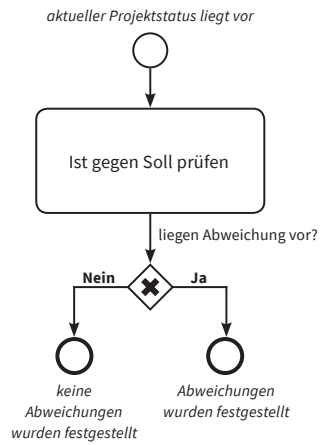 aktueller Projektstatus liegt vor
Ist gegen Soll prüfen
liegen Abweichung vor?
Nein
Ja
keine
Abweichungen
wurden festgestellt
Abweichungen
wurden festgestellt